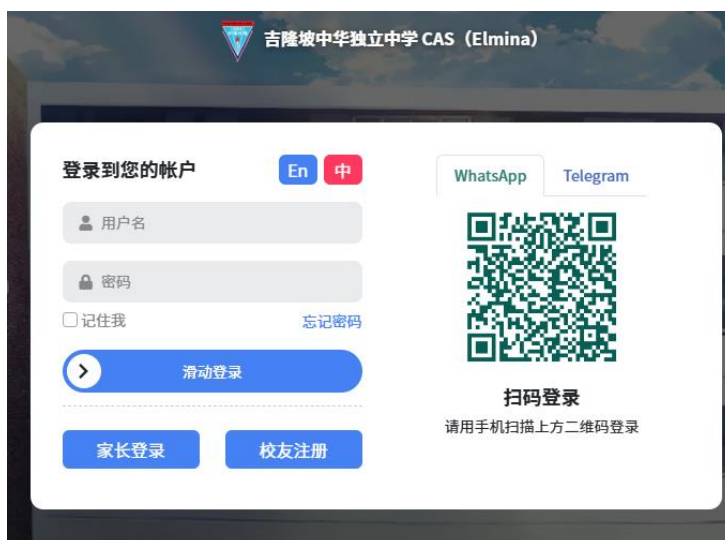 吉隆坡中华独立中学 CAS（Elmina）
登录到您的帐户
En 中
用户名
密码
记住我
忘记密码
滑动登录
家长登录
校友注册
WhatsApp
Telegram
扫码登录
请用手机扫描上方二维码登录